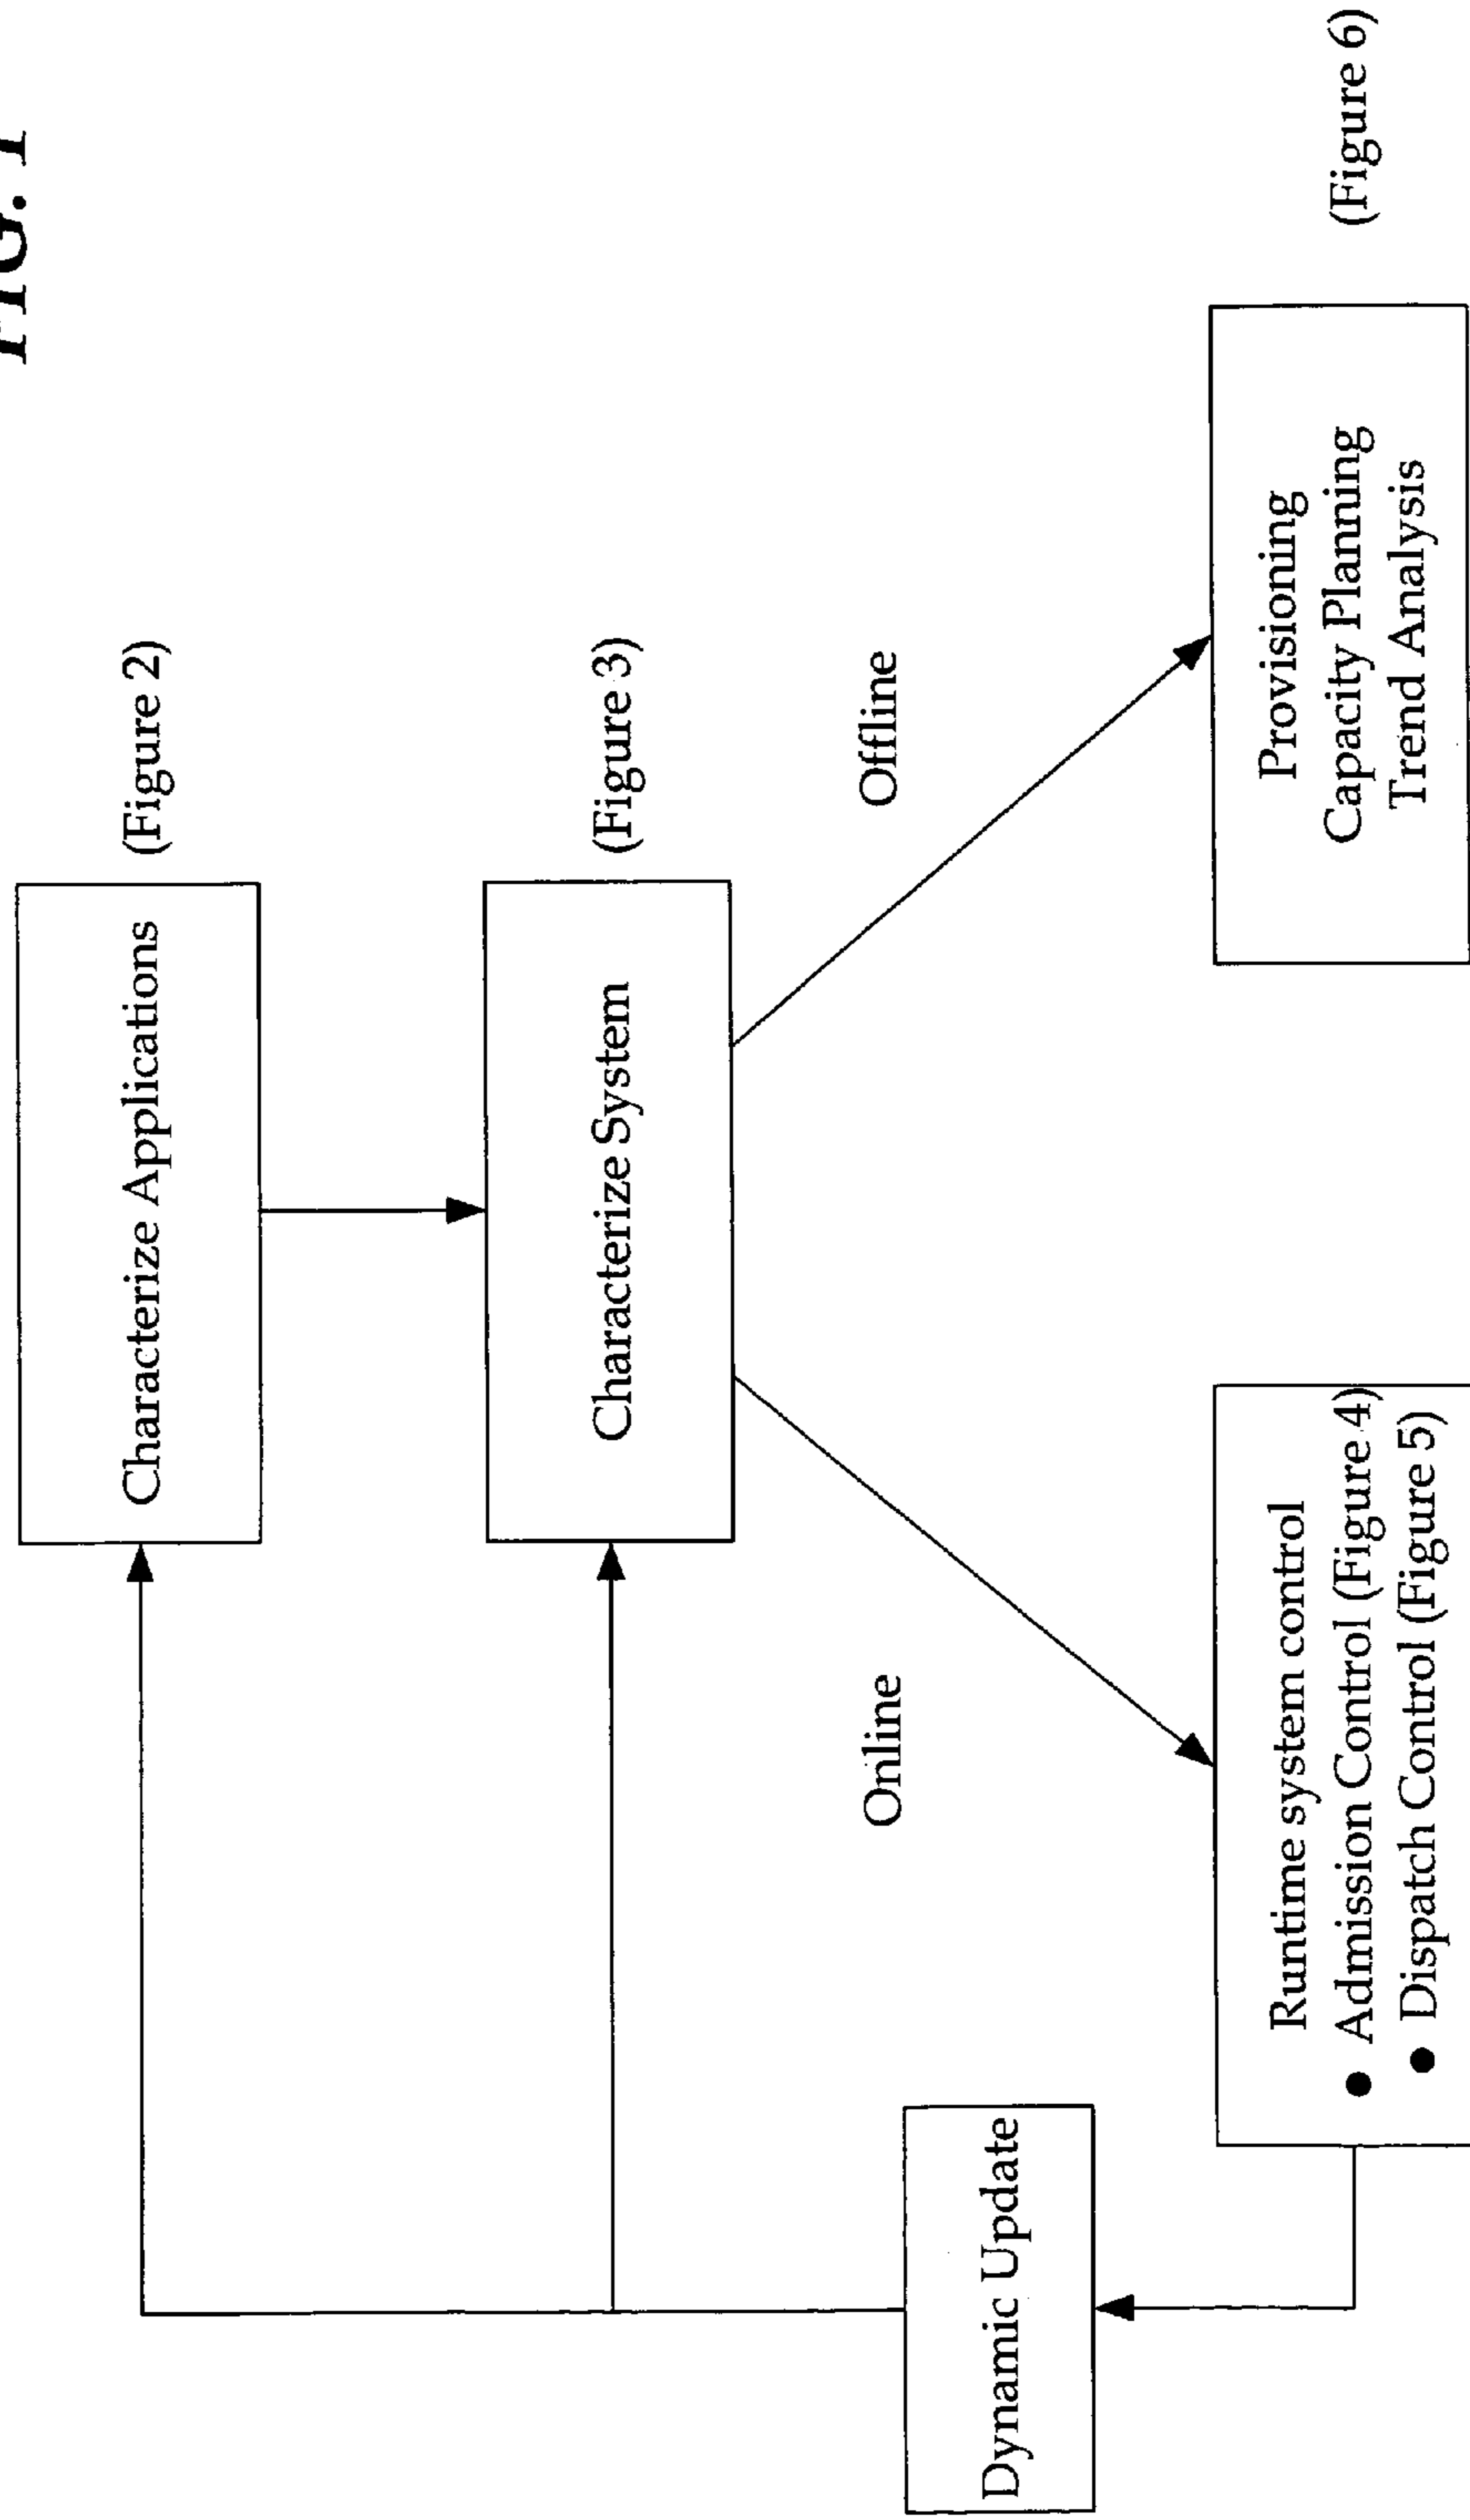 FIG. 1
Characterize Applications
(Figure 2)
Characterize System
(Figure 3)
Online
Offline
Dynamic Update
Runtime system control
● Admission Control (Figure 4)
● Dispatch Control (Figure 5)
Provisioning
Capacity Planning
Trend Analysis
(Figure 6)